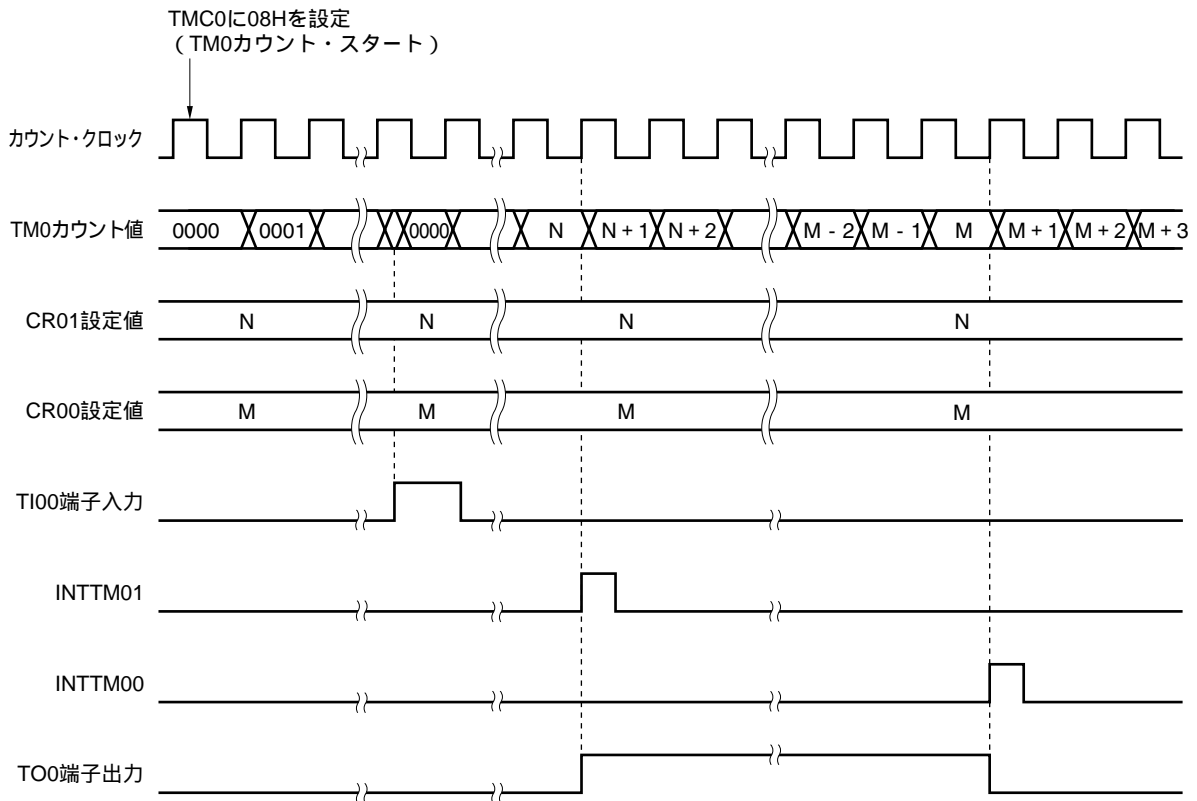 TMC0に08Hを設定
（TM0カウント・スタート）
カウント・クロック
TM0カウント値 0000 0001 0000 N N + 1 N + 2 M - 2 M - 1 M M + 1 M + 2 M + 3
CR01設定値 N N N N
CR00設定値 M M M M
TI00端子入力
INTTM01
INTTM00
TO0端子出力